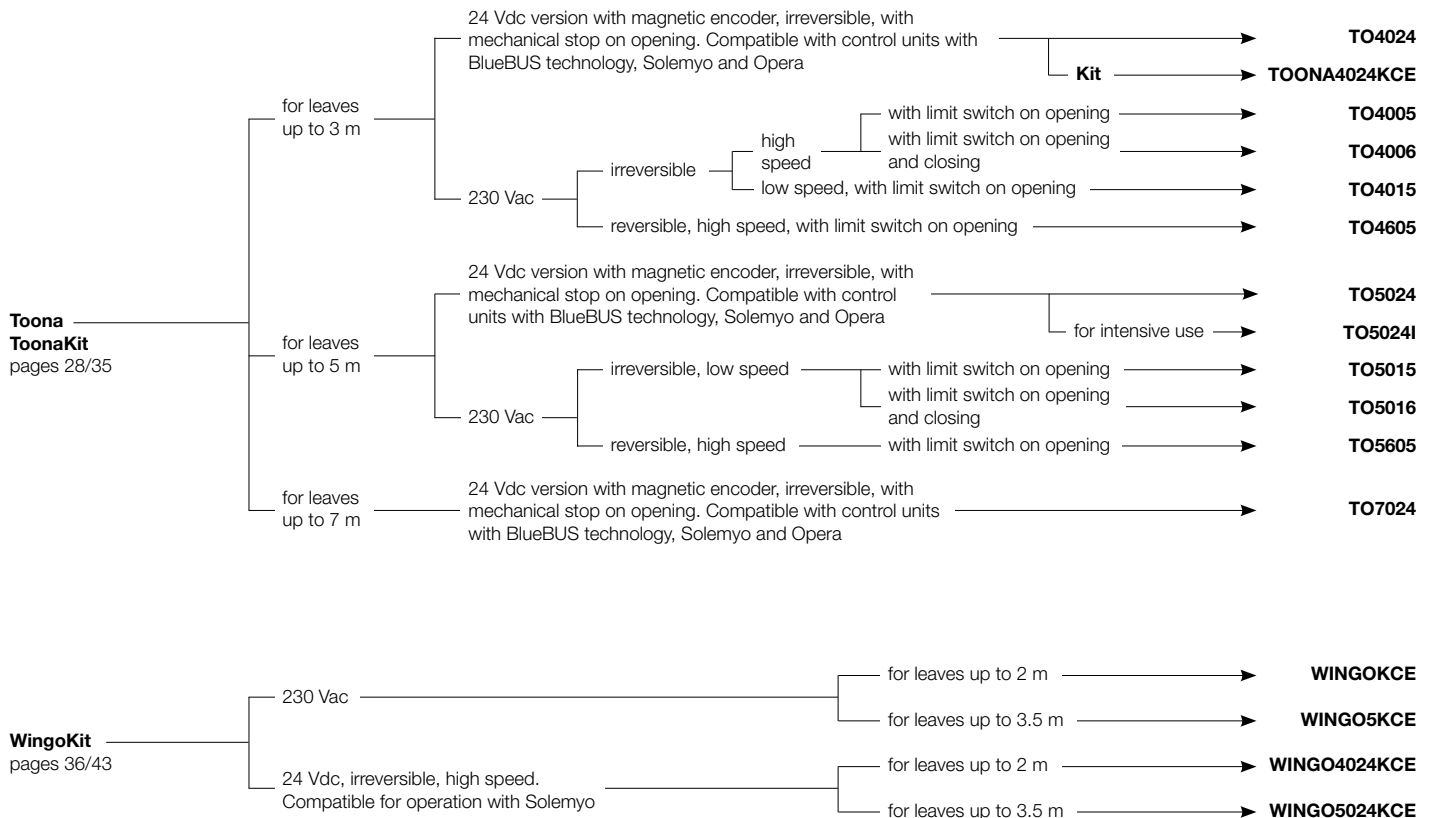 24 Vdc version with magnetic encoder, irreversible, with
mechanical stop on opening. Compatible with control units with
BlueBUS technology, Solemyo and Opera
TO4024
Kit
TOONA4024KCE
for leaves
up to 3 m
with limit switch on opening
TO4005
high
speed
with limit switch on opening
and closing
TO4006
irreversible
low speed, with limit switch on opening
TO4015
230 Vac
reversible, high speed, with limit switch on opening
TO4605
Toona
ToonaKit
pages 28/35
24 Vdc version with magnetic encoder, irreversible, with
mechanical stop on opening. Compatible with control
units with BlueBUS technology, Solemyo and Opera
TO5024
for intensive use
TO5024I
for leaves
up to 5 m
irreversible, low speed
with limit switch on opening
TO5015
with limit switch on opening
and closing
TO5016
230 Vac
reversible, high speed
with limit switch on opening
TO5605
for leaves
up to 7 m
24 Vdc version with magnetic encoder, irreversible, with
mechanical stop on opening. Compatible with control units
with BlueBUS technology, Solemyo and Opera
TO7024
WingoKit
pages 36/43
230 Vac
for leaves up to 2 m
WINGOKCE
for leaves up to 3.5 m
WINGO5KCE
24 Vdc, irreversible, high speed.
Compatible for operation with Solemyo
for leaves up to 2 m
WINGO4024KCE
for leaves up to 3.5 m
WINGO5024KCE